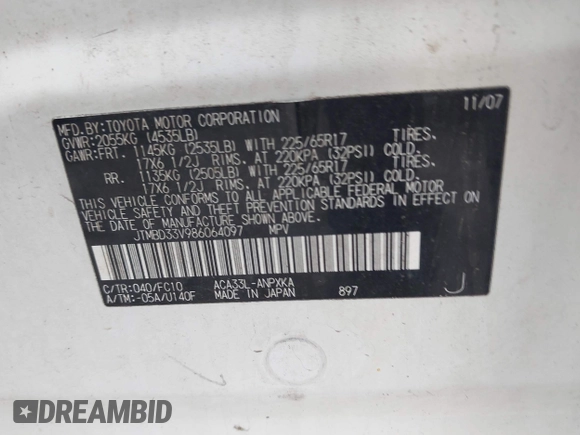 MFD.BY:TOYOTA MOTOR CORPORATION 11/07
GVWR:2055KG (4535LB)
GAWR:FRT. 1145KG (2535LB) WITH 225/65R17 TIRES.
17X6 1/2J RIMS. AT 220KPA (32PSI) COLD.
RR. 1135KG (2505LB) WITH 225/65R17 TIRES.
17X6 1/2J RIMS. AT 220KPA (32PSI) COLD.
THIS VEHICLE CONFORMS TO ALL APPLICABLE FEDERAL MOTOR
VEHICLE SAFETY AND THEFT PREVENTION STANDARDS IN EFFECT ON
THE DATE OF MANUFACTURE SHOWN ABOVE.
JTMBD33V986064097 MPV
C/TR:040/FC10 ACA33L-ANPXKA
A/TM:-05A/U140F MADE IN JAPAN 897 J
DREAMBID